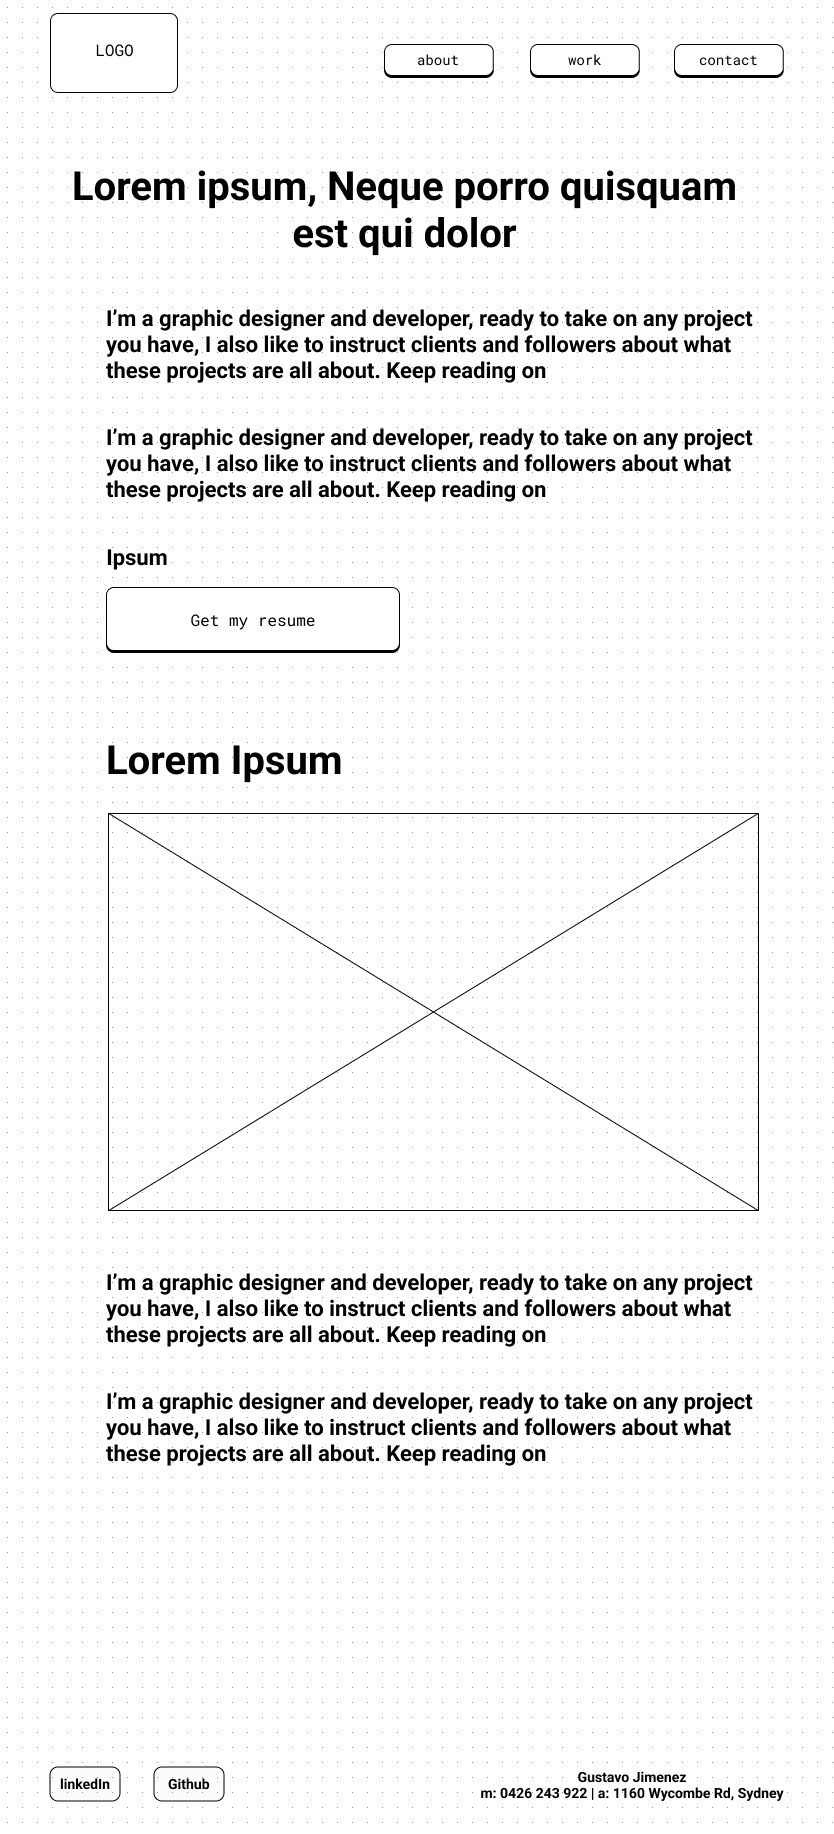 LOGO
about
work
contact
Lorem ipsum, Neque porro quisquam
est qui dolor
I’m a graphic designer and developer, ready to take on any project
you have, I also like to instruct clients and followers about what
these projects are all about. Keep reading on
I’m a graphic designer and developer, ready to take on any project
you have, I also like to instruct clients and followers about what
these projects are all about. Keep reading on
Ipsum
Get my resume
Lorem Ipsum
I’m a graphic designer and developer, ready to take on any project
you have, I also like to instruct clients and followers about what
these projects are all about. Keep reading on
I’m a graphic designer and developer, ready to take on any project
you have, I also like to instruct clients and followers about what
these projects are all about. Keep reading on
linkedIn
Github
Gustavo Jimenez
m: 0426 243 922 | a: 1160 Wycombe Rd, Sydney